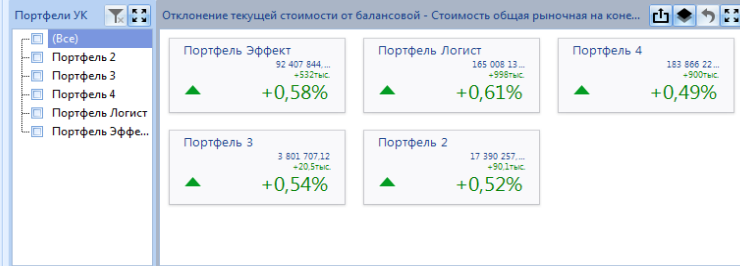 Портфели УК
(Все)
Портфель 2
Портфель 3
Портфель 4
Портфель Логист
Портфель Эффе...
Отклонение текущей стоимости от балансовой - Стоимость общая рыночная на коне...
Портфель Эффект
92 407 844,...
+532тыс.
+0,58%
Портфель Логист
165 008 13...
+998тыс.
+0,61%
Портфель 4
183 866 22...
+900тыс.
+0,49%
Портфель 3
3 801 707,12
+20,5тыс.
+0,54%
Портфель 2
17 390 257,...
+90,1тыс.
+0,52%